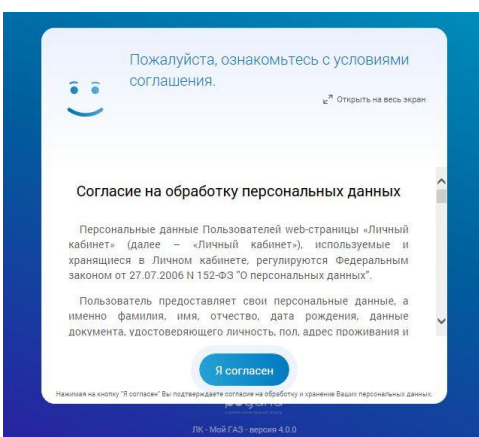 Пожалуйста, ознакомьтесь с условиями
соглашения.
Открыть на весь экран
Согласие на обработку персональных данных
Персональные данные Пользователей web-страницы «Личный
кабинет» (далее – «Личный кабинет»), используемые и
хранящиеся в Личном кабинете, регулируются Федеральным
законом от 27.07.2006 N 152-ФЗ "О персональных данных".
Пользователь предоставляет свои персональные данные, а
именно фамилия, имя, отчество, дата рождения, данные
документа, удостоверяющего личность, пол, адрес проживания и
Я согласен
Нажимая на кнопку "Я согласен" Вы подтверждаете согласие на обработку и хранение Ваших персональных данных.
ЛК - Мой ГАЗ - версия 4.0.0